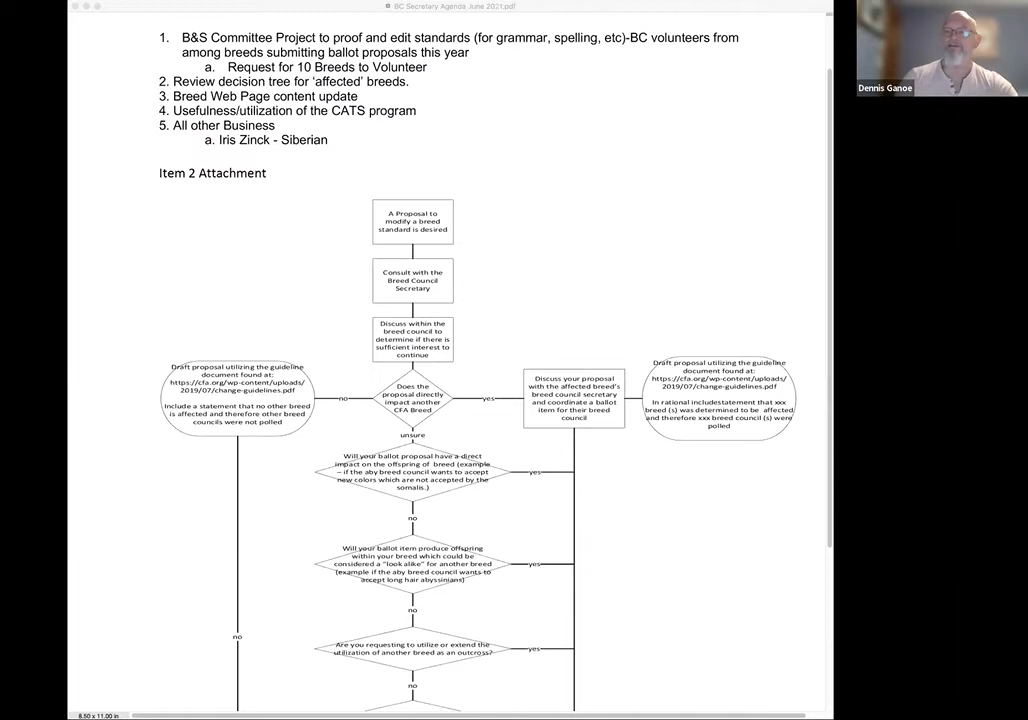 BC Secretary Agenda June 2021.pdf
1. B&S Committee Project to proof and edit standards (for grammar, spelling, etc)-BC volunteers from
among breeds submitting ballot proposals this year
a. Request for 10 Breeds to Volunteer
2. Review decision tree for 'affected' breeds.
3. Breed Web Page content update
4. Usefulness/utilization of the CATS program
5. All other Business
a. Iris Zinck - Siberian
Item 2 Attachment
A Proposal to
modify a breed
standard is desired
Consult with the
Breed Council
Secretary
Discuss within the
breed council to
determine if there is
sufficient interest to
continue
Does the
proposal directly
impact another
CFA Breed
no
Draft proposal utilizing the guideline
document found at:
https://cfa.org/wp-content/uploads/
2019/07/change-guidelines.pdf
Include a statement that no other breed
is affected and therefore other breed
councils were not polled
yes
Discuss your proposal
with the affected breed's
breed council secretary
and coordinate a ballot
item for their breed
council
Draft proposal utilizing the guideline
document found at:
https://cfa.org/wp-content/uploads/
2019/07/change-guidelines.pdf
In rational includestatement that xxx
breed (s) was determined to be affected
and therefore xxx breed council (s) were
polled
unsure
Will your ballot proposal have a direct
impact on the offspring of breed (example
– if the aby breed council wants to accept
new colors which are not accepted by the
somalis.)
yes
no
Will your ballot item produce offspring
within your breed which could be
considered a "look alike" for another breed
(example if the aby breed council wants to
accept long hair abyssinians)
yes
no
no
Are you requesting to utilize or extend the
utilization of another breed as an outcross?
yes
no
8.50 x 11.00 in
Dennis Ganoe